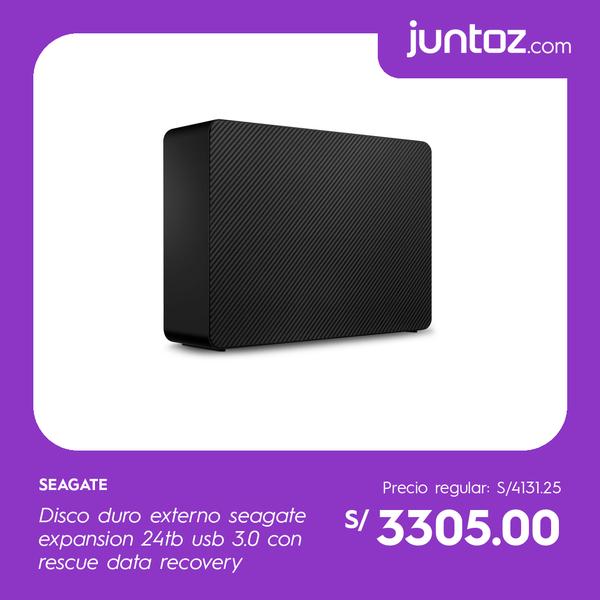 juntoz.com
SEAGATE
Disco duro externo seagate
expansion 24tb usb 3.0 con
rescue data recovery
Precio regular: S/4131.25
S/ 3305.00